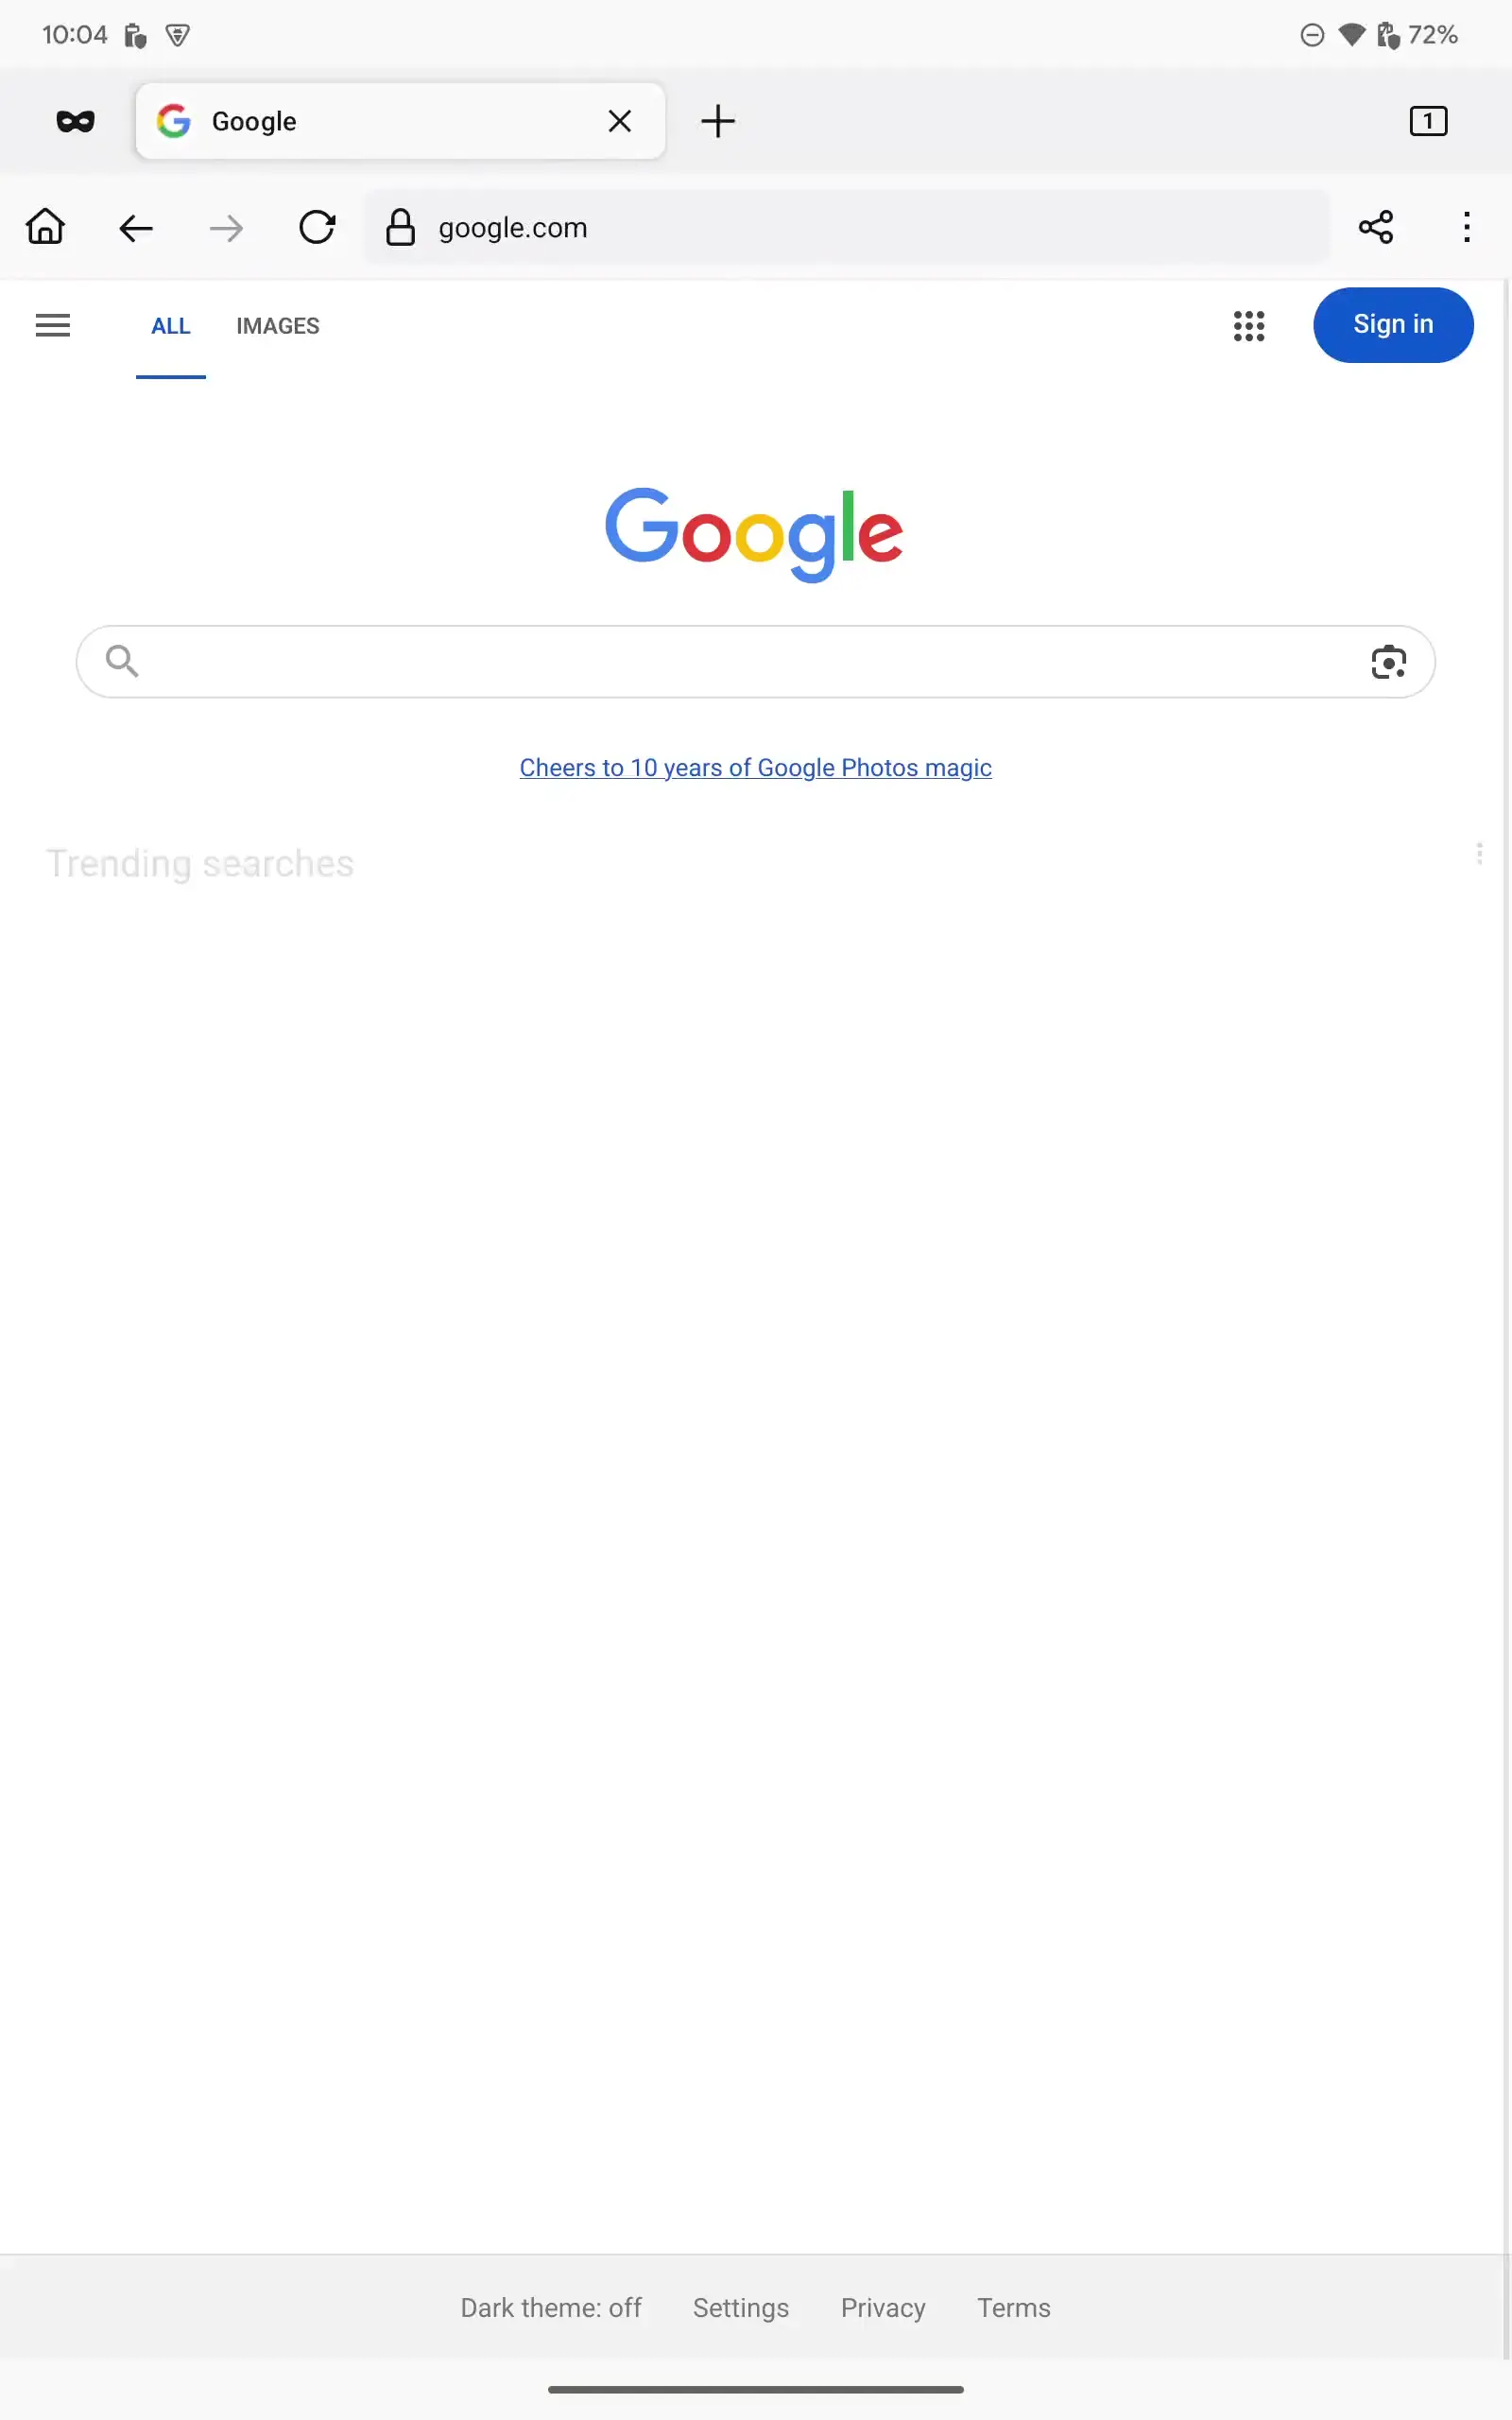 10:04 72%
Google 1
google.com
ALL IMAGES Sign in
Google
Cheers to 10 years of Google Photos magic
Trending searches
Dark theme: off Settings Privacy Terms